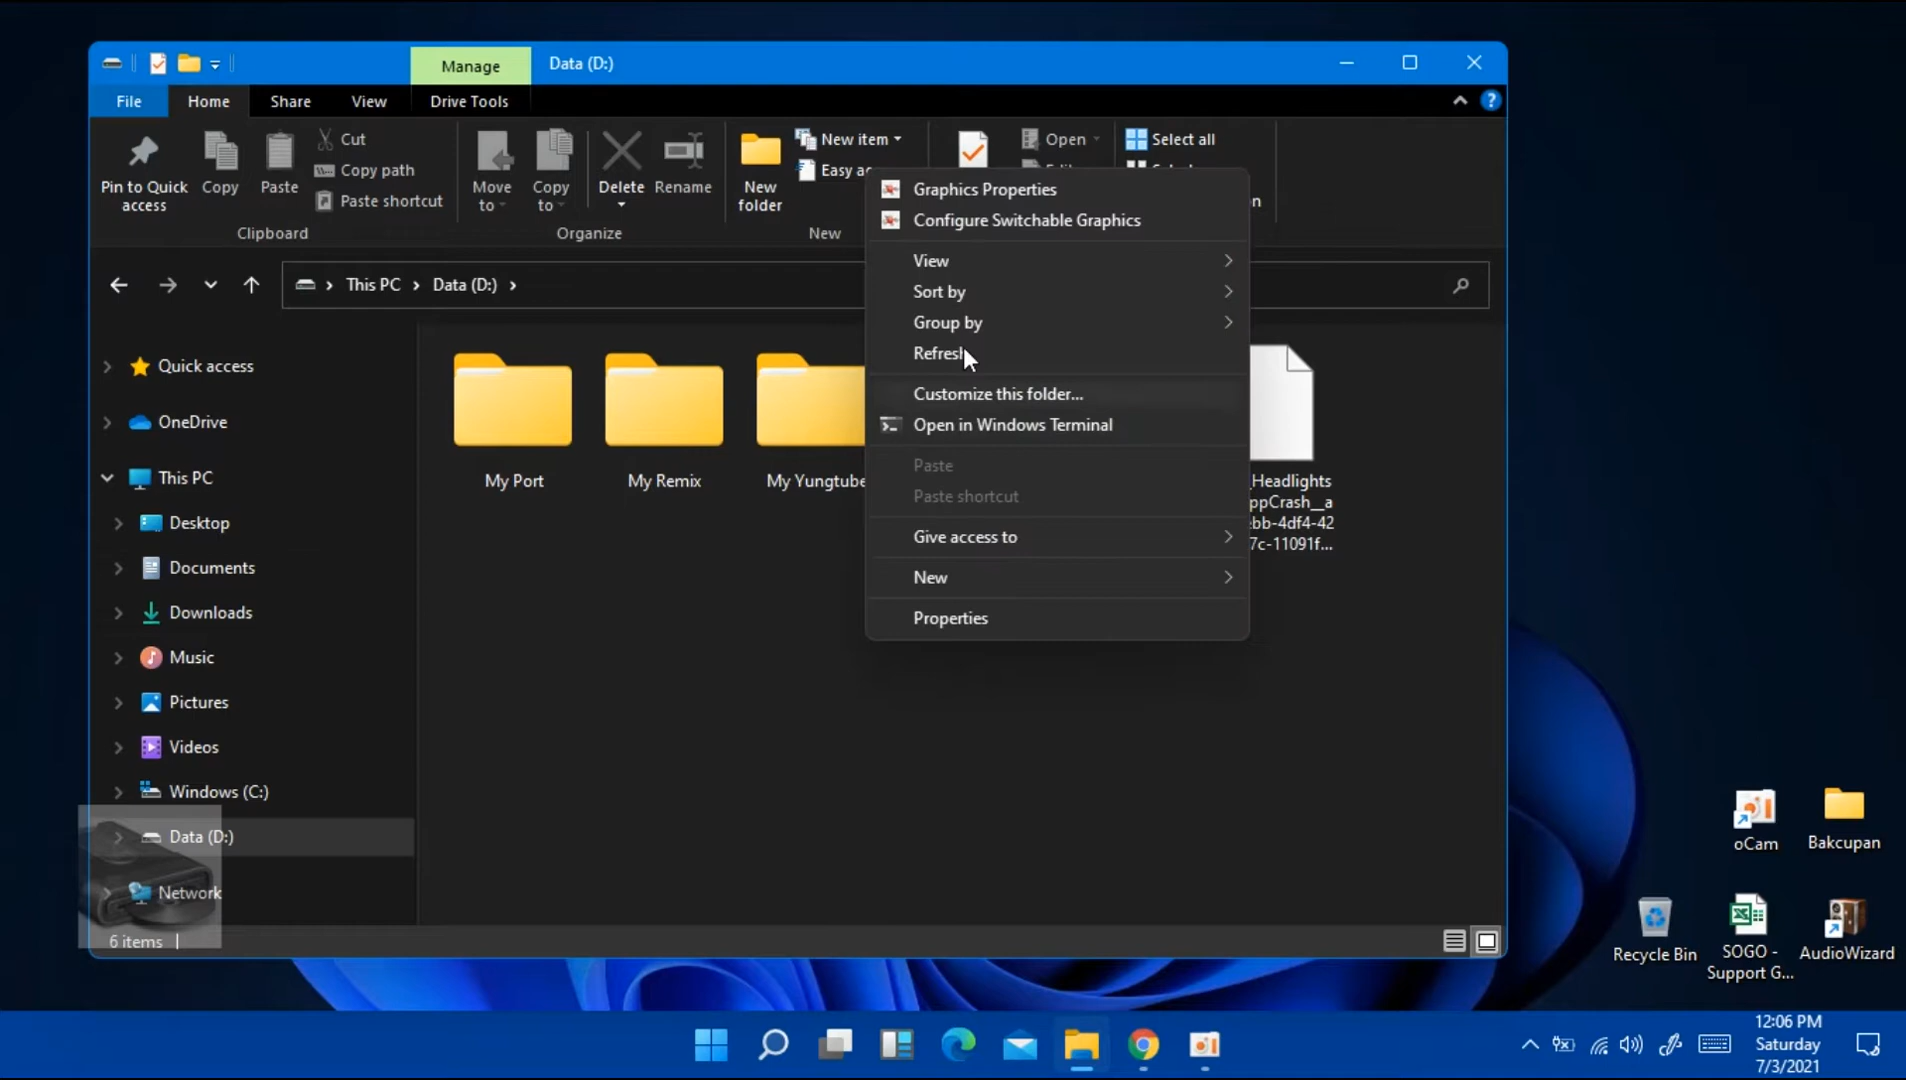 Manage
Data (D:)
File
Home
Share
View
Drive Tools
Pin to Quick
access
Copy
Paste
Cut
Copy path
Paste shortcut
Clipboard
Move
to
Copy
to
Delete
Rename
Organize
New
folder
New item
Easy ac
New
Open
Select all
n
This PC
Data (D:)
Graphics Properties
Configure Switchable Graphics
View
Sort by
Group by
Refresh
Customize this folder...
Open in Windows Terminal
Paste
Paste shortcut
Give access to
New
Properties
Quick access
OneDrive
This PC
Desktop
Documents
Downloads
Music
Pictures
Videos
Windows (C:)
Data (D:)
Network
6 items
My Port
My Remix
My Yungtube
_Headlights
ppCrash__a
bb-4df4-42
7c-11091f...
oCam
Bakcupan
Recycle Bin
SOGO -
Support G...
AudioWizard
12:06 PM
Saturday
7/3/2021